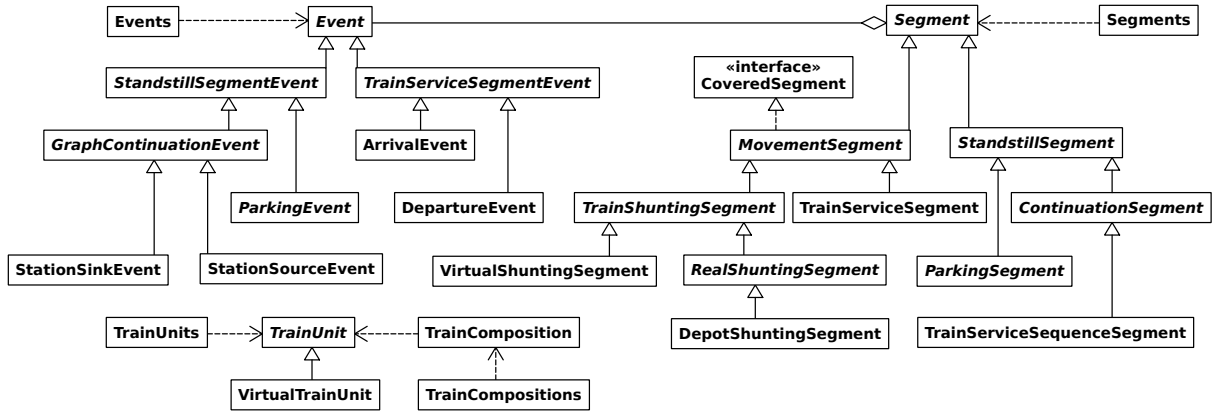 Events
Event
Segment
Segments
StandstillSegmentEvent
TrainServiceSegmentEvent
«interface»
CoveredSegment
GraphContinuationEvent
ArrivalEvent
MovementSegment
StandstillSegment
ParkingEvent
DepartureEvent
TrainShuntingSegment
TrainServiceSegment
ContinuationSegment
StationSinkEvent
StationSourceEvent
VirtualShuntingSegment
RealShuntingSegment
ParkingSegment
TrainUnits
TrainUnit
TrainComposition
DepotShuntingSegment
TrainServiceSequenceSegment
VirtualTrainUnit
TrainCompositions